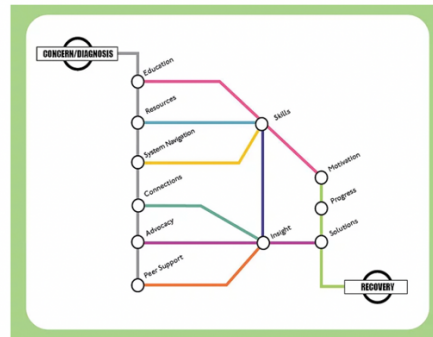 CONCERN/DIAGNOSIS
Education
Resources
Skills
System Navigation
Motivation
Connections
Progress
Advocacy
Insight
Solutions
Peer Support
RECOVERY